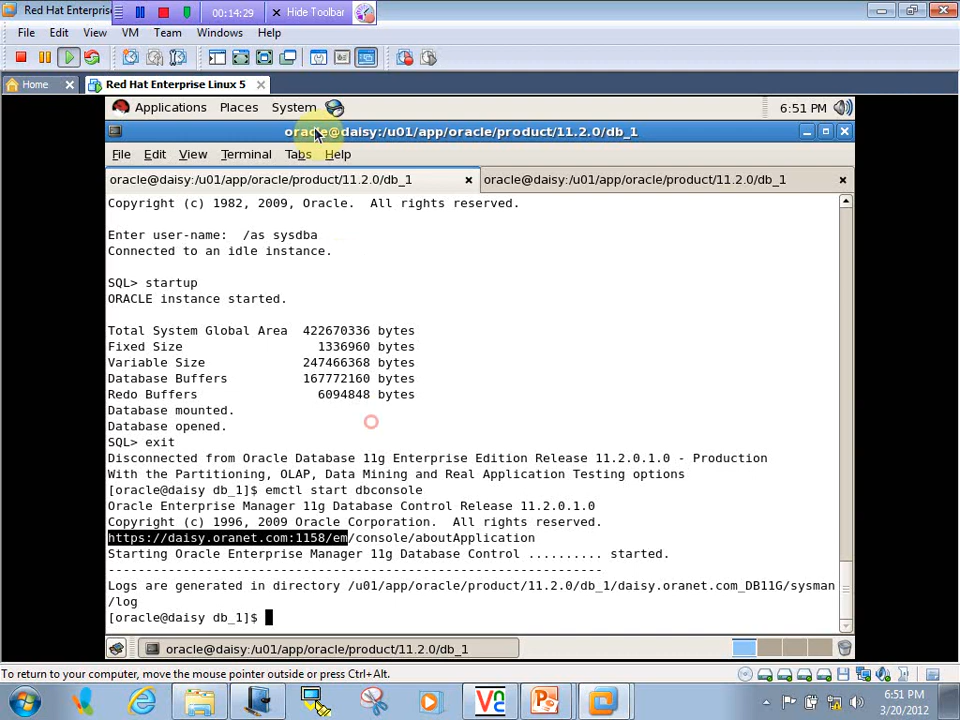 Red Hat Enterprise
00:14:29
Hide Toolbar
File Edit View VM Team Windows Help
Home
Red Hat Enterprise Linux 5
Applications Places System
6:51 PM
oracle@daisy:/u01/app/oracle/product/11.2.0/db_1
File Edit View Terminal Tabs Help
oracle@daisy:/u01/app/oracle/product/11.2.0/db_1
oracle@daisy:/u01/app/oracle/product/11.2.0/db_1
Copyright (c) 1982, 2009, Oracle. All rights reserved.
Enter user-name: /as sysdba
Connected to an idle instance.
SQL> startup
ORACLE instance started.
Total System Global Area 422670336 bytes
Fixed Size 1336960 bytes
Variable Size 247466368 bytes
Database Buffers 167772160 bytes
Redo Buffers 6094848 bytes
Database mounted.
Database opened.
SQL> exit
Disconnected from Oracle Database 11g Enterprise Edition Release 11.2.0.1.0 - Production
With the Partitioning, OLAP, Data Mining and Real Application Testing options
[oracle@daisy db_1]$ emctl start dbconsole
Oracle Enterprise Manager 11g Database Control Release 11.2.0.1.0
Copyright (c) 1996, 2009 Oracle Corporation. All rights reserved.
https://daisy.oranet.com:1158/em/console/aboutApplication
Starting Oracle Enterprise Manager 11g Database Control .......... started.
------------------------------------------------------------------
Logs are generated in directory /u01/app/oracle/product/11.2.0/db_1/daisy.oranet.com_DB11G/sysman
/log
[oracle@daisy db_1]$
oracle@daisy:/u01/app/oracle/product/11.2.0/db_1
To return to your computer, move the mouse pointer outside or press Ctrl+Alt.
6:51 PM
3/20/2012